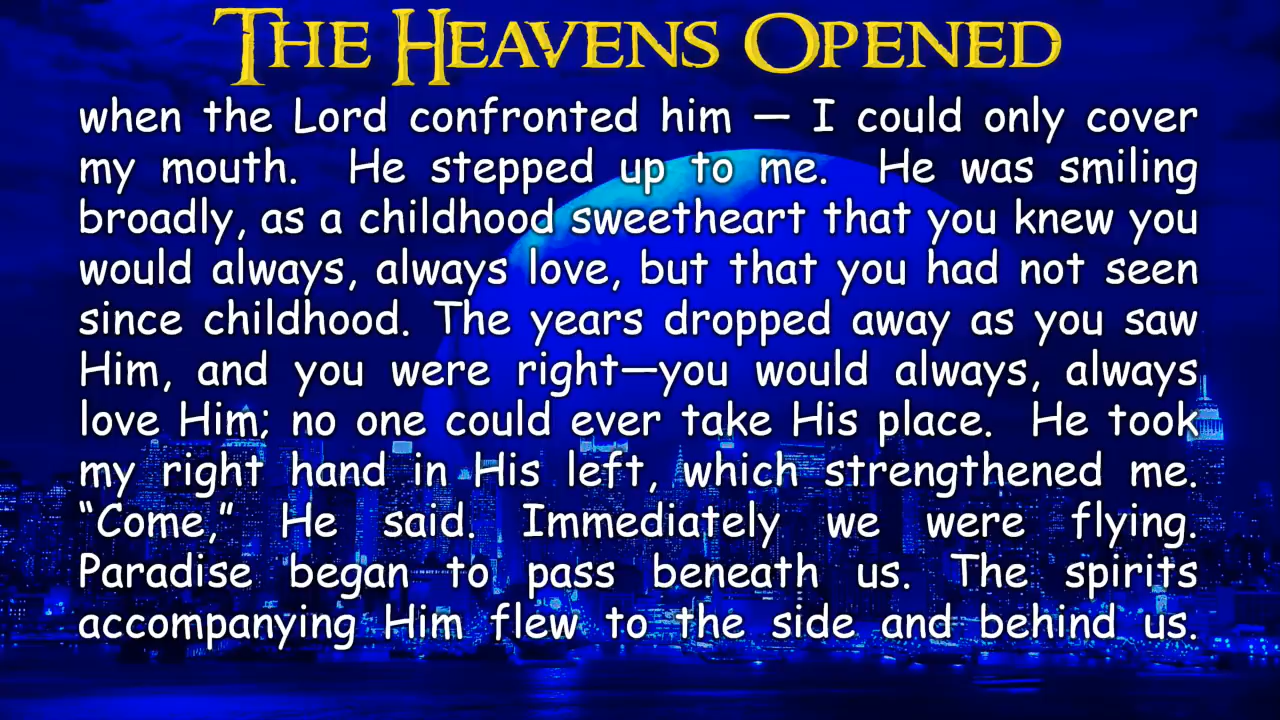 THE HEAVENS OPENED
when the Lord confronted him — I could only cover
my mouth. He stepped up to me. He was smiling
broadly, as a childhood sweetheart that you knew you
would always, always love, but that you had not seen
since childhood. The years dropped away as you saw
Him, and you were right—you would always, always
love Him; no one could ever take His place. He took
my right hand in His left, which strengthened me.
“Come,” He said. Immediately we were flying.
Paradise began to pass beneath us. The spirits
accompanying Him flew to the side and behind us.